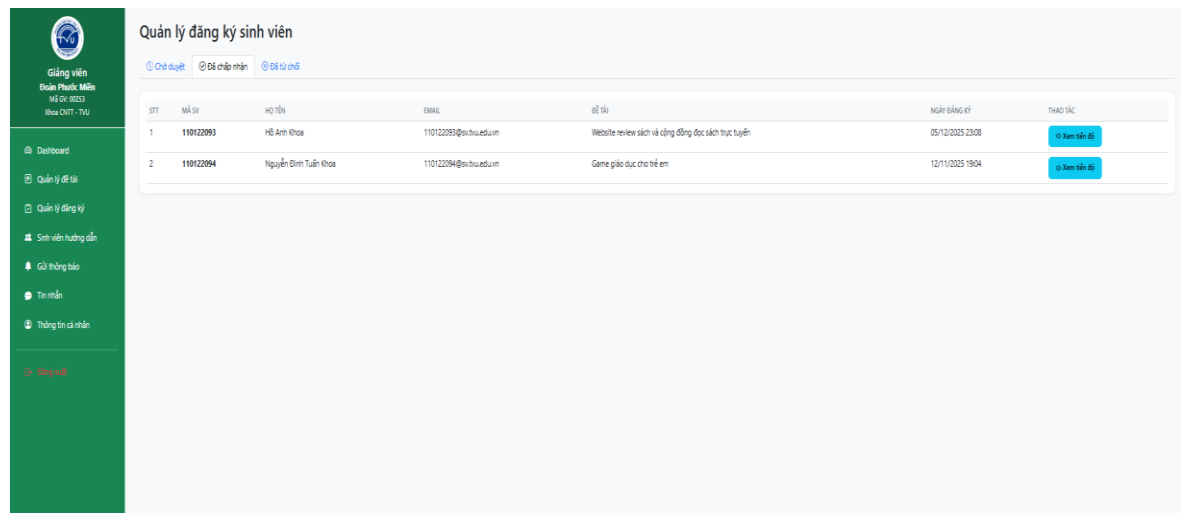 TVU
Giảng viên
Đoàn Phước Miền
Mã GV: 00253
Khoa CNTT - TVU
Dashboard
Quản lý đề tài
Quản lý đăng ký
Sinh viên hướng dẫn
Gửi thông báo
Tin nhắn
Thông tin cá nhân
Đăng xuất
Quản lý đăng ký sinh viên
Chờ duyệt Đã chấp nhận Đã từ chối
STT MÃ SV HỌ TÊN EMAIL ĐỀ TÀI NGÀY ĐĂNG KÝ THAO TÁC
1 110122093 Hồ Anh Khoa 110122093@sv.tvu.edu.vn Website review sách và cộng đồng đọc sách trực tuyến 05/12/2025 23:08 Xem tiến độ
2 110122094 Nguyễn Đình Tuấn Khoa 110122094@sv.tvu.edu.vn Game giáo dục cho trẻ em 12/11/2025 19:04 Xem tiến độ